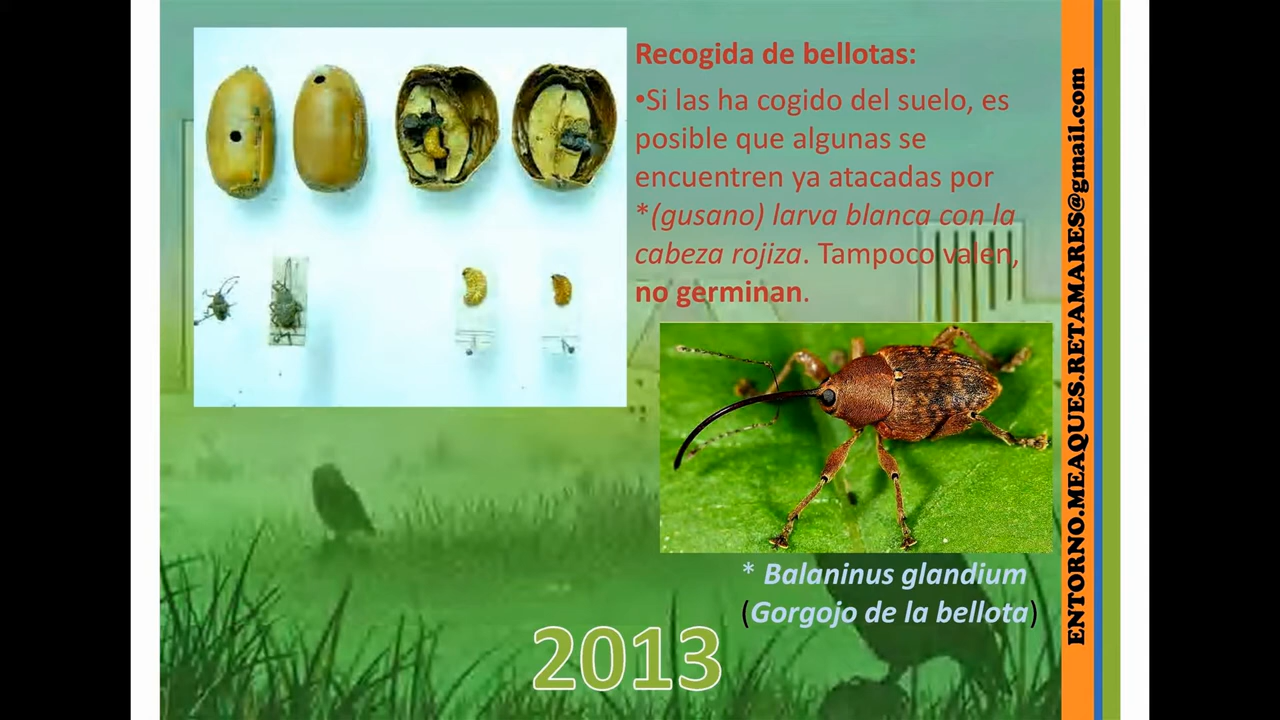 Recogida de bellotas:
•Si las ha cogido del suelo, es
posible que algunas se
encuentren ya atacadas por
*(gusano) larva blanca con la
cabeza rojiza. Tampoco valen,
no germinan.
* Balaninus glandium
(Gorgojo de la bellota)
2013
ENTORNO.MEAQUES.RETAMARES@gmail.com